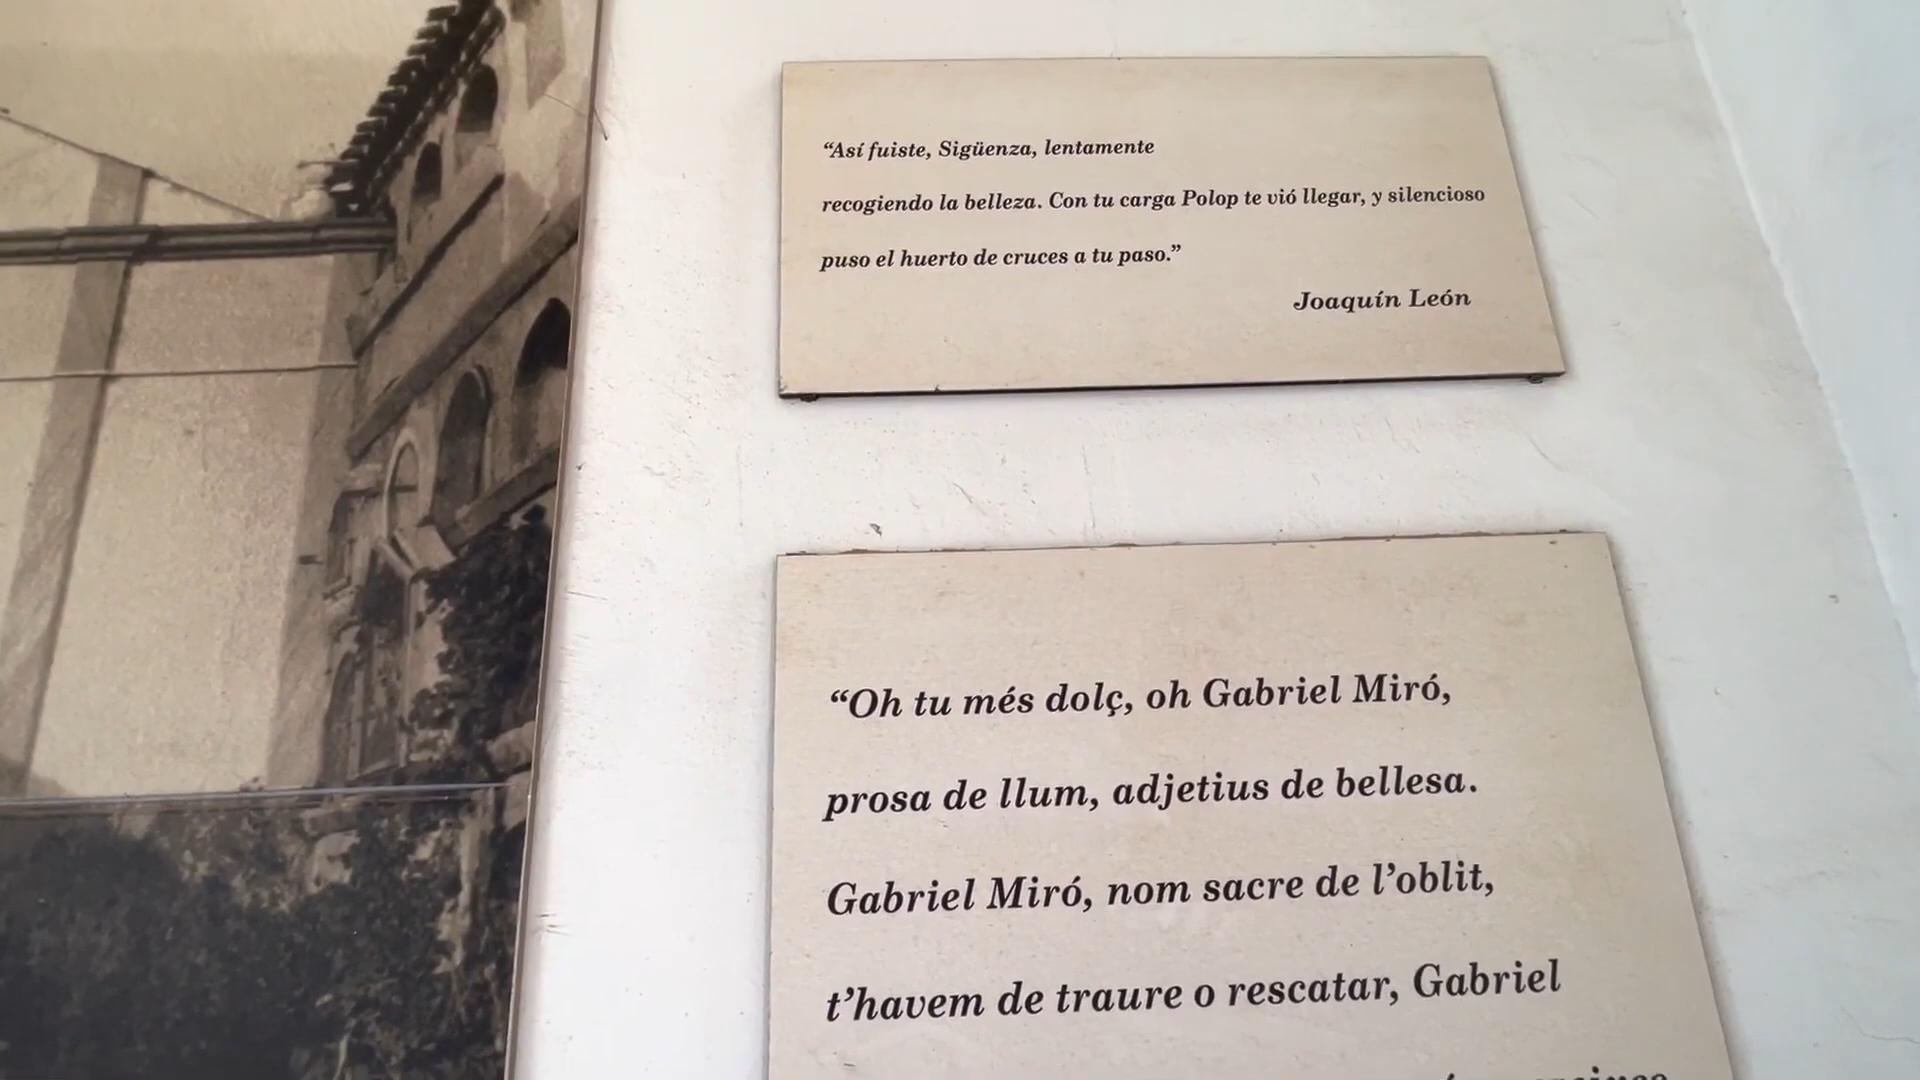 “Así fuiste, Sigüenza, lentamente
recogiendo la belleza. Con tu carga Polop te vió llegar, y silencioso
puso el huerto de cruces a tu paso.”
Joaquín León
“Oh tu més dolç, oh Gabriel Miró,
prosa de llum, adjetius de bellesa.
Gabriel Miró, nom sacre de l’oblit,
t’havem de traure o rescatar, Gabriel